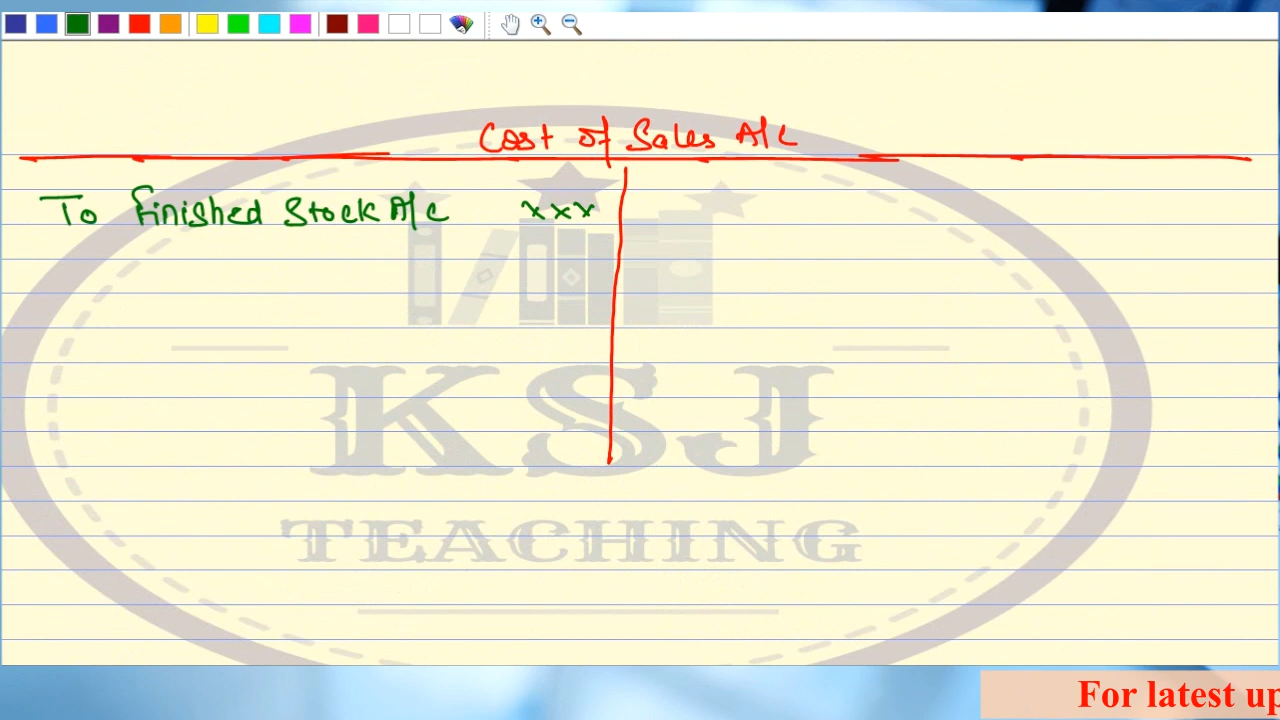 Cost of Sales A/c
To Finished Stock A/c xxx
KSJ
TEACHING
For latest up